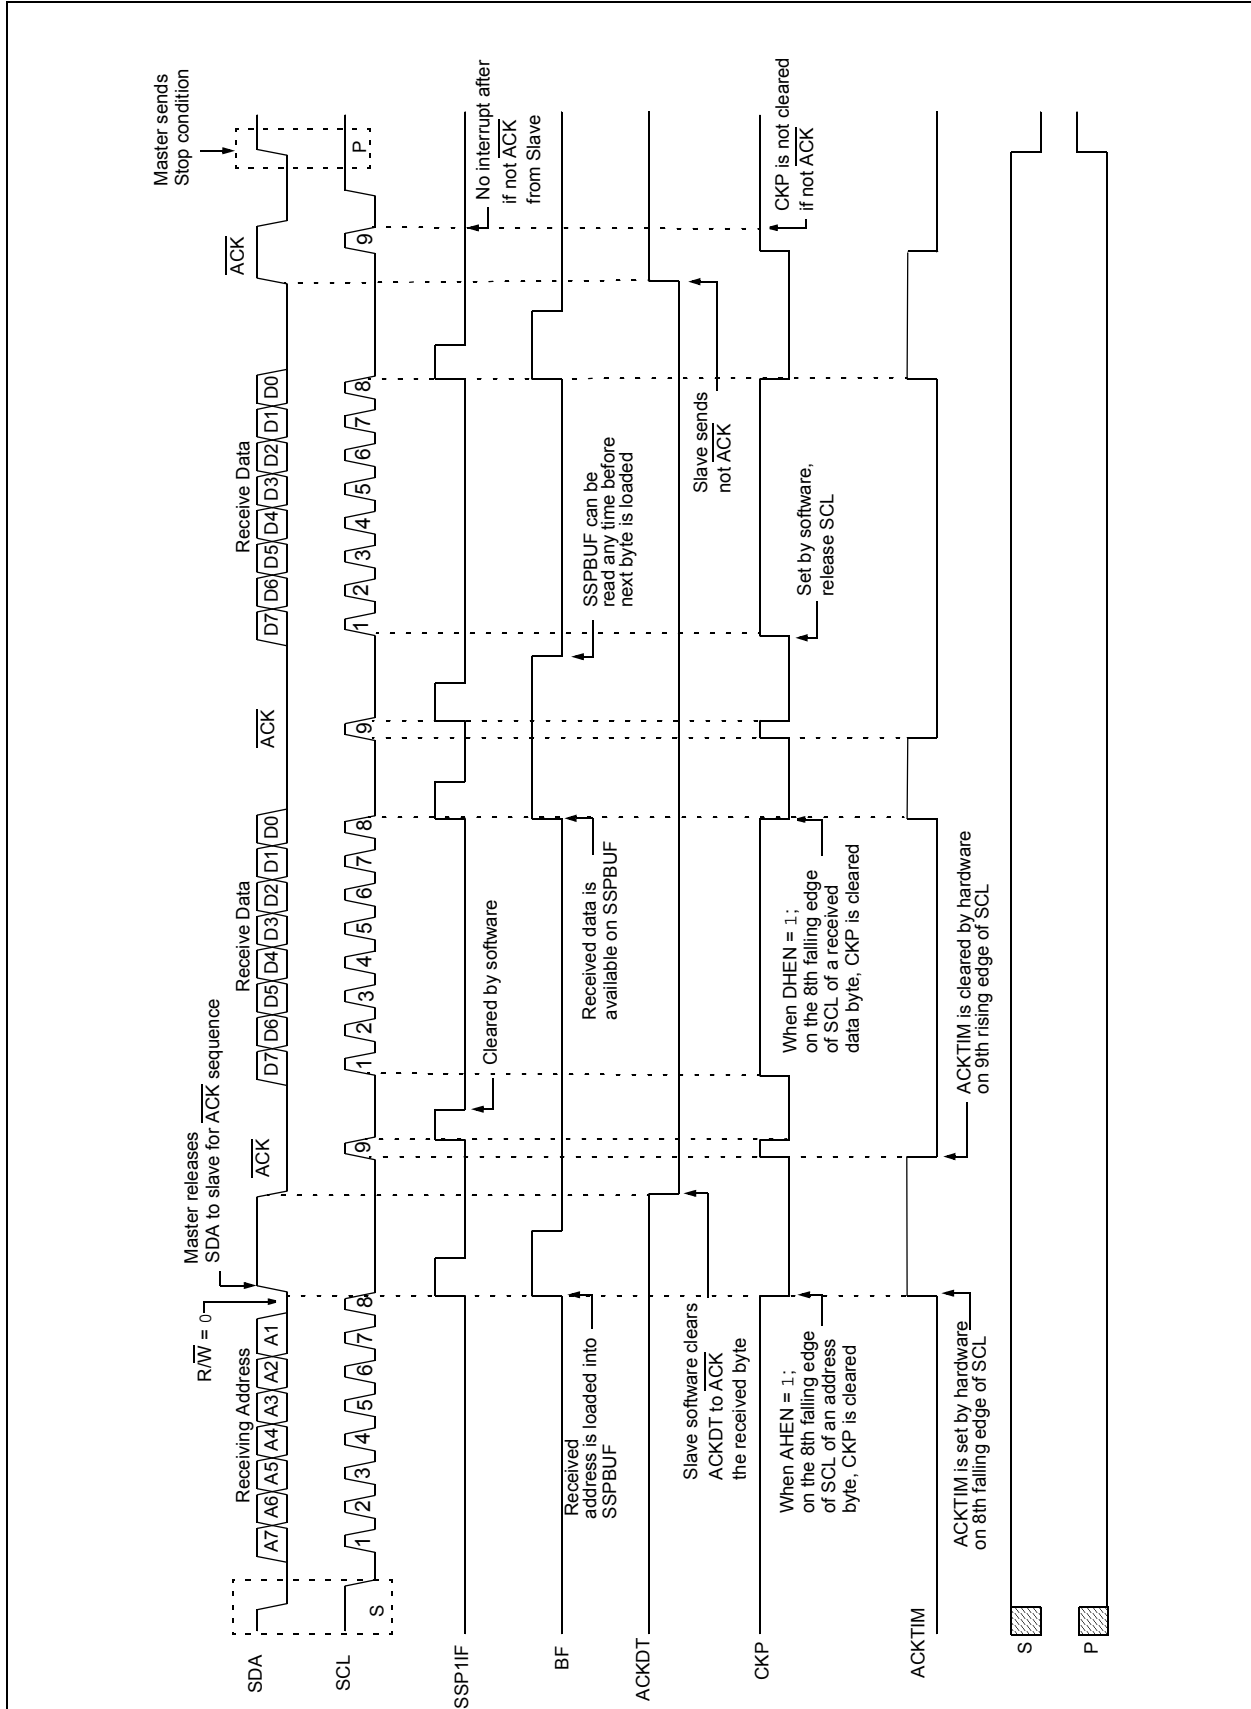 Master releases
SDA to slave for ACK sequence
Master sends
Stop condition
R/W = 0
Receiving Address
ACK
Receive Data
ACK
Receive Data
ACK
SDA
A7 A6 A5 A4 A3 A2 A1
D7 D6 D5 D4 D3 D2 D1 D0
D7 D6 D5 D4 D3 D2 D1 D0
SCL
S
1 2 3 4 5 6 7 8 9
1 2 3 4 5 6 7 8 9
1 2 3 4 5 6 7 8 9
P
SSP1IF
Cleared by software
No interrupt after
if not ACK
from Slave
BF
Received
address is loaded into
SSPBUF
Received data is
available on SSPBUF
SSPBUF can be
read any time before
next byte is loaded
ACKDT
Slave software clears
ACKDT to ACK
the received byte
Slave sends
not ACK
CKP
When AHEN = 1;
on the 8th falling edge
of SCL of an address
byte, CKP is cleared
When DHEN = 1;
on the 8th falling edge
of SCL of a received
data byte, CKP is cleared
Set by software,
release SCL
CKP is not cleared
if not ACK
ACKTIM
ACKTIM is set by hardware
on 8th falling edge of SCL
ACKTIM is cleared by hardware
on 9th rising edge of SCL
S
P